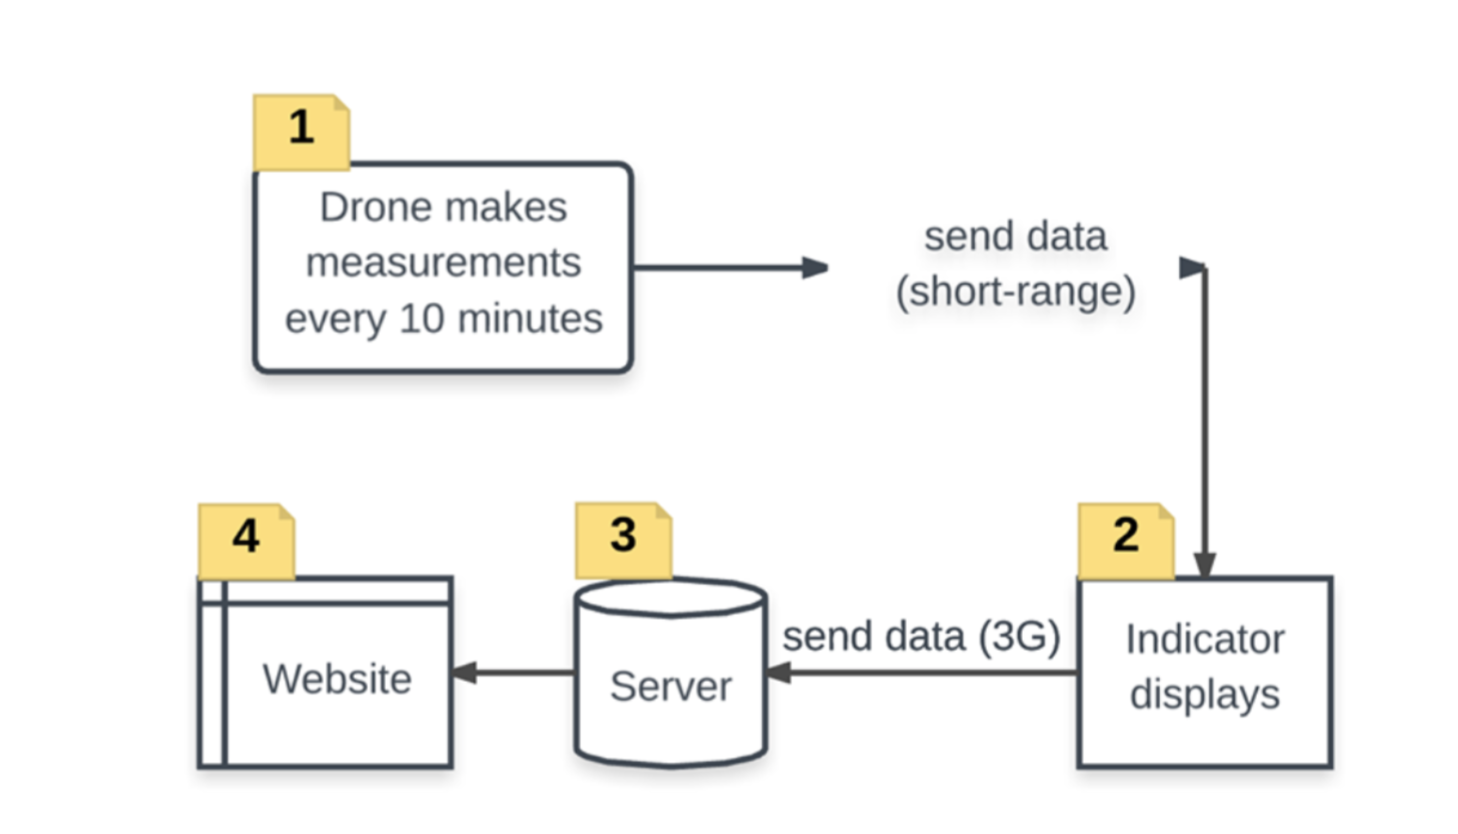 1
Drone makes
measurements
every 10 minutes
send data
(short-range)
2
Indicator
displays
send data (3G)
3
Server
4
Website